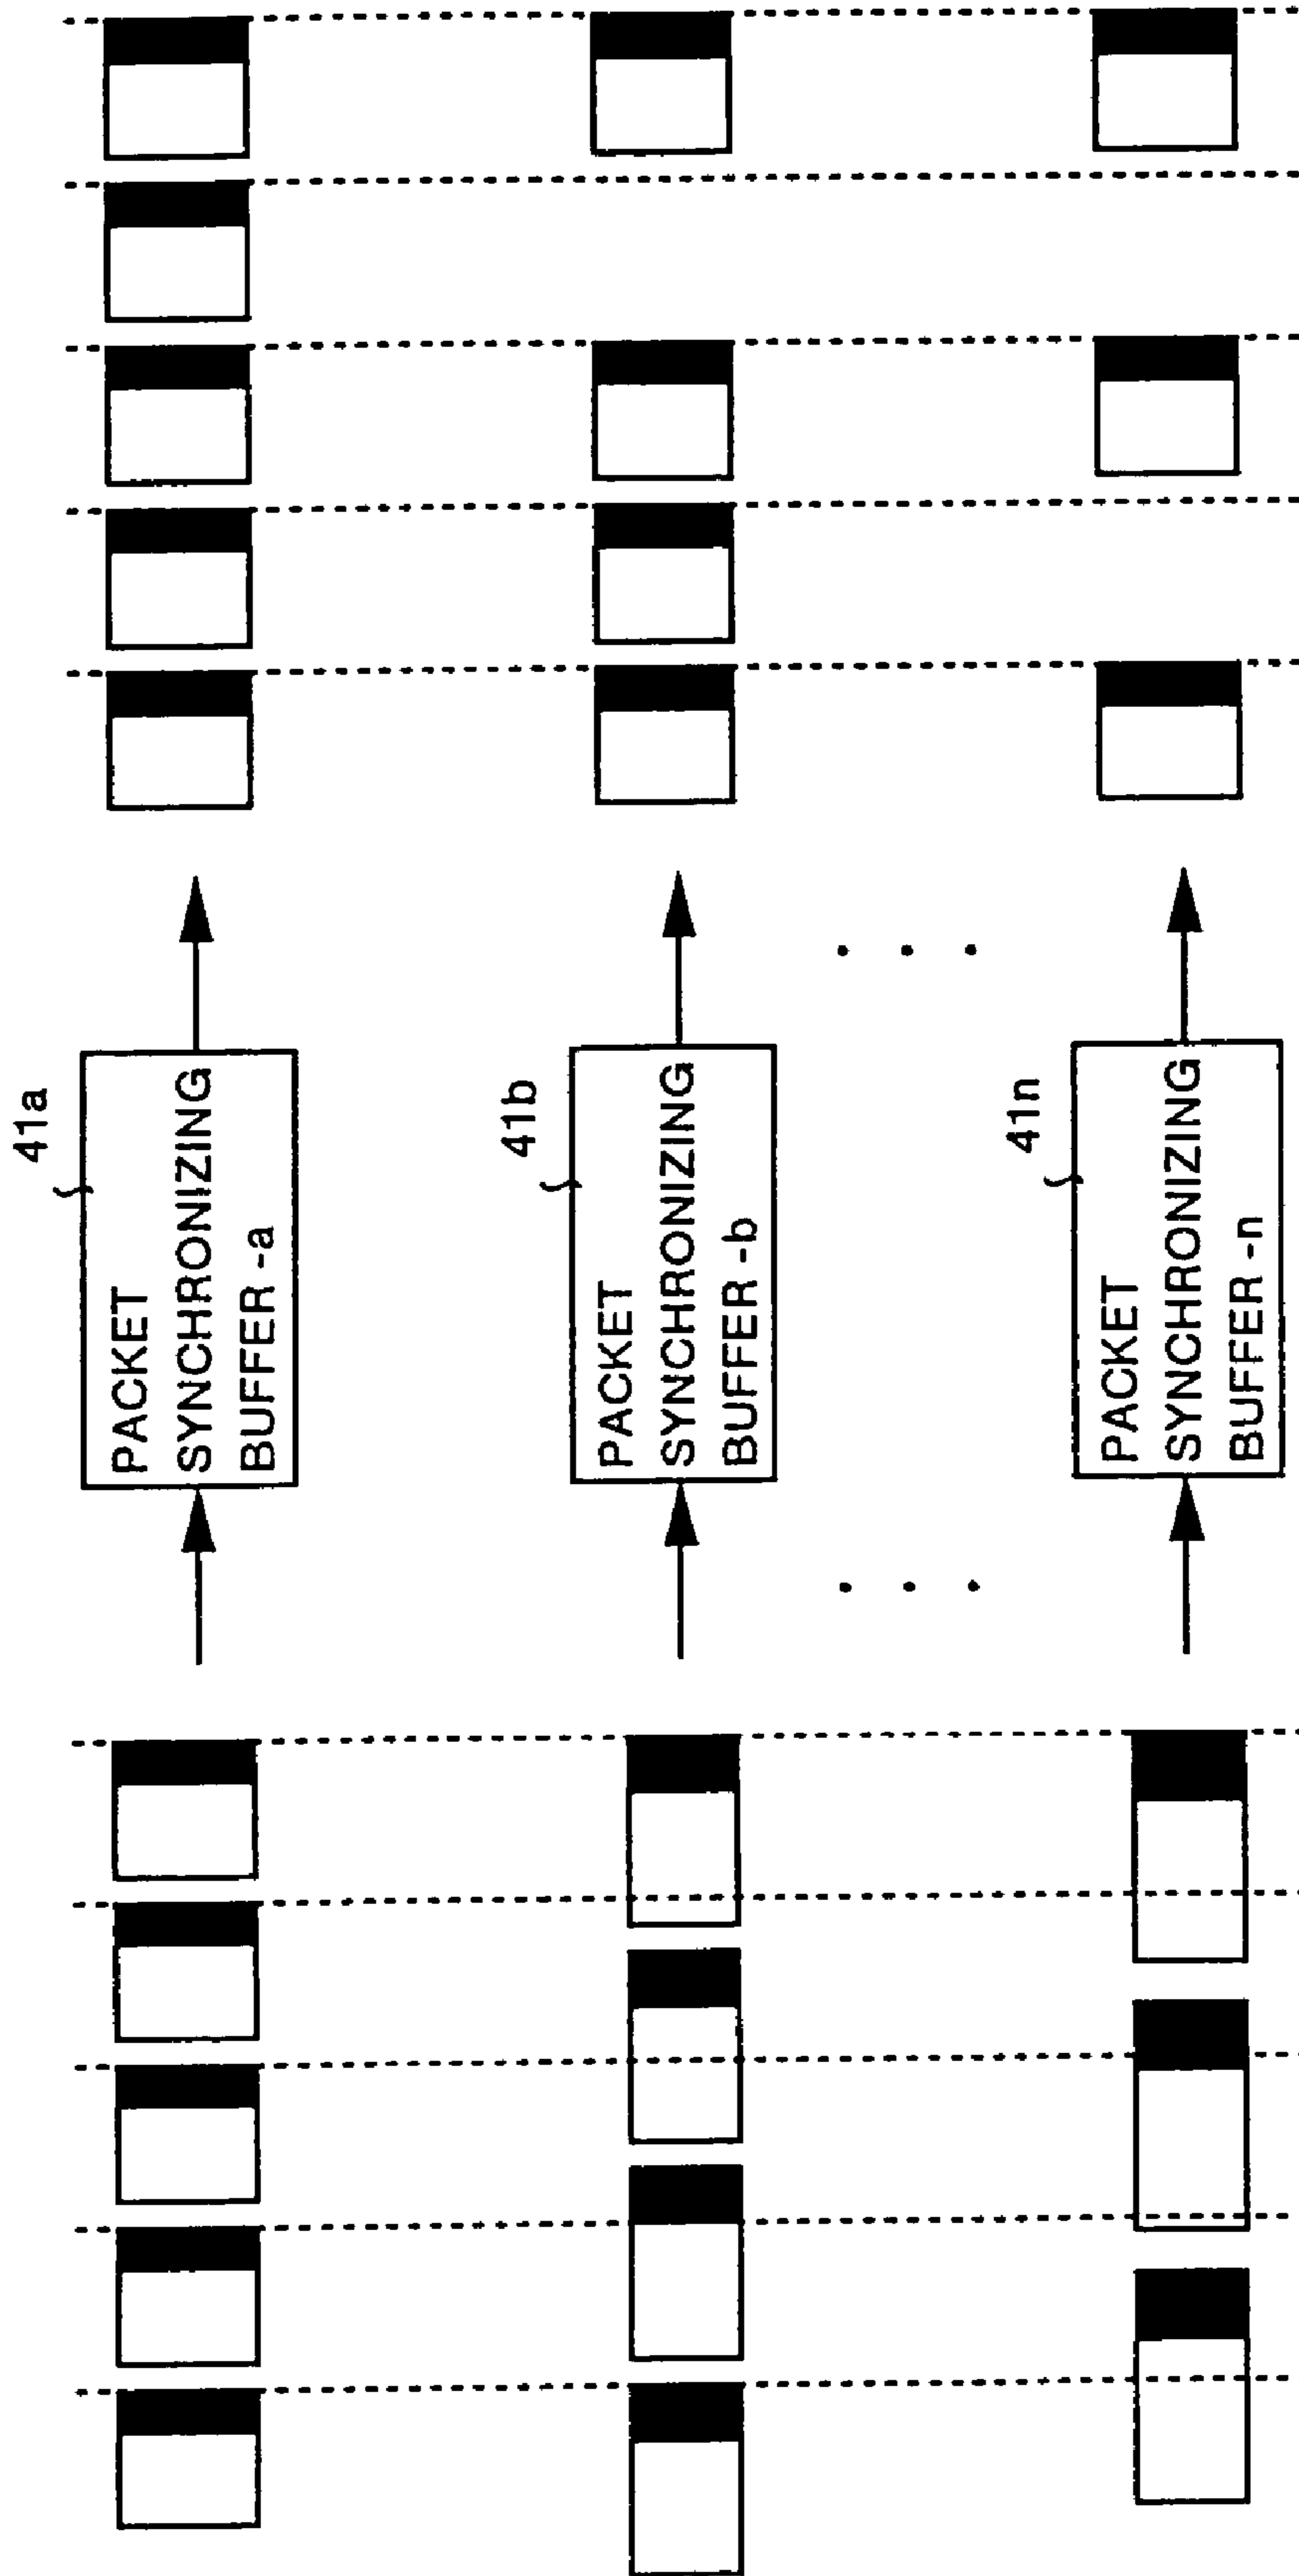 41a
PACKET
SYNCHRONIZING
BUFFER -a
41b
PACKET
SYNCHRONIZING
BUFFER -b
41n
PACKET
SYNCHRONIZING
BUFFER -n